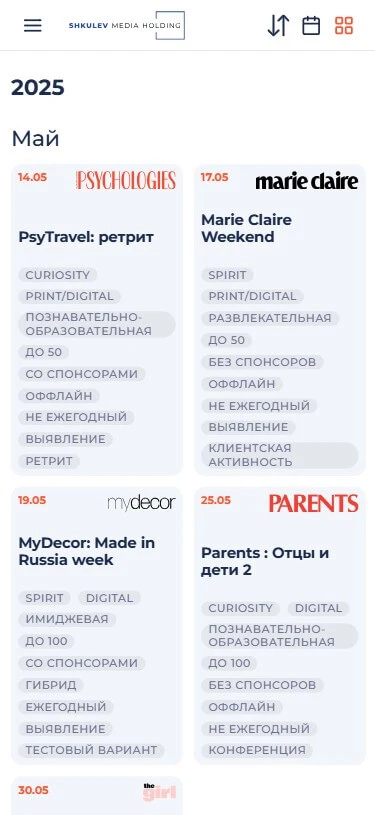 SHKULEV MEDIA HOLDING
2025
Май
14.05
PSYCHOLOGIES
PsyTravel: ретрит
CURIOSITY
PRINT/DIGITAL
ПОЗНАВАТЕЛЬНО-
ОБРАЗОВАТЕЛЬНАЯ
ДО 50
СО СПОНСОРАМИ
ОФФЛАЙН
НЕ ЕЖЕГОДНЫЙ
ВЫЯВЛЕНИЕ
РЕТРИТ
17.05
marie claire
Marie Claire
Weekend
SPIRIT
PRINT/DIGITAL
РАЗВЛЕКАТЕЛЬНАЯ
ДО 50
БЕЗ СПОНСОРОВ
ОФФЛАЙН
НЕ ЕЖЕГОДНЫЙ
ВЫЯВЛЕНИЕ
КЛИЕНТСКАЯ
АКТИВНОСТЬ
19.05
mydecor
MyDecor: Made in
Russia week
SPIRIT DIGITAL
ИМИДЖЕВАЯ
ДО 100
СО СПОНСОРАМИ
ГИБРИД
ЕЖЕГОДНЫЙ
ВЫЯВЛЕНИЕ
ТЕСТОВЫЙ ВАРИАНТ
25.05
PARENTS
Parents : Отцы и
дети 2
CURIOSITY DIGITAL
ПОЗНАВАТЕЛЬНО-
ОБРАЗОВАТЕЛЬНАЯ
ДО 100
БЕЗ СПОНСОРОВ
ОФФЛАЙН
НЕ ЕЖЕГОДНЫЙ
КОНФЕРЕНЦИЯ
30.05
the
girl